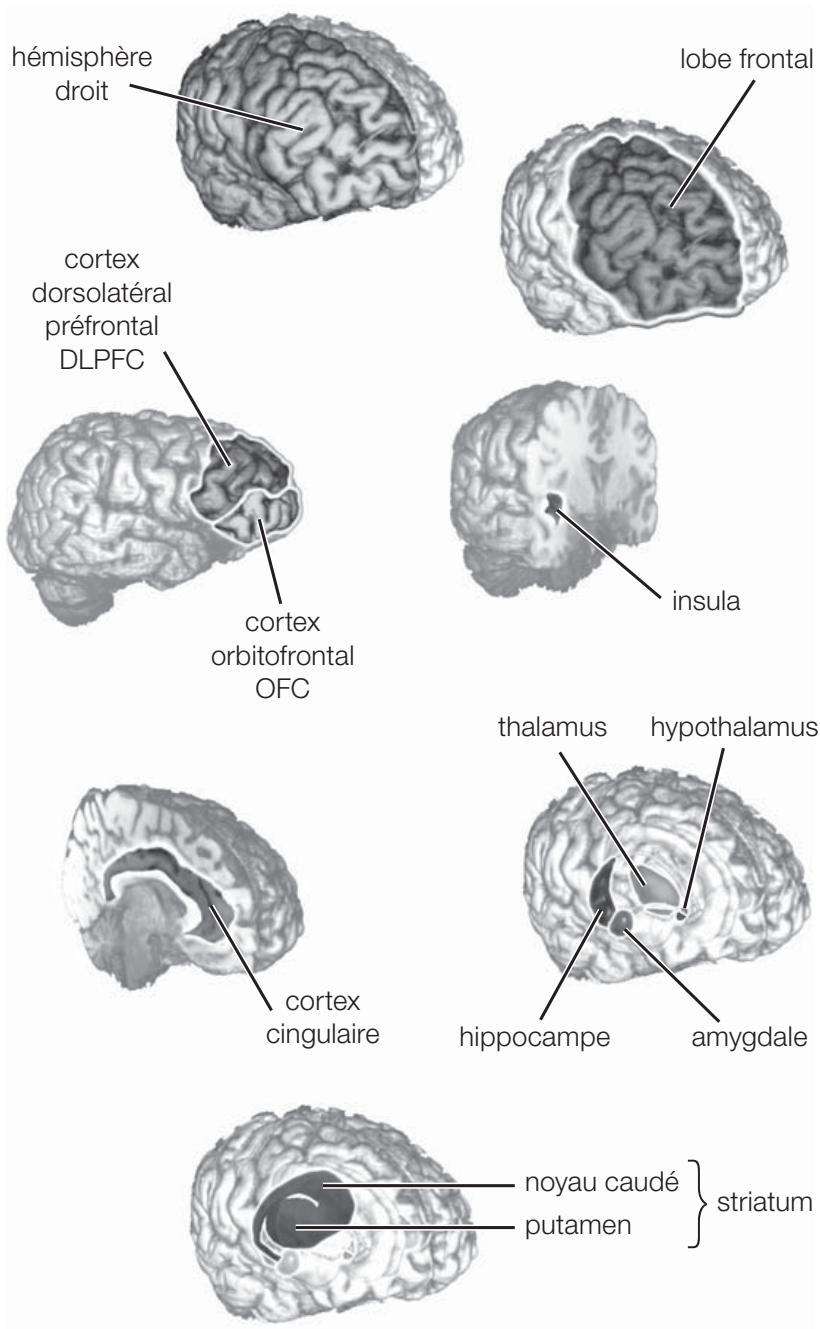 hémisphère
droit
lobe frontal
cortex
dorsolatéral
préfrontal
DLPFC
cortex
orbitofrontal
OFC
insula
thalamus
hypothalamus
cortex
cingulaire
hippocampe
amygdale
noyau caudé
putamen
striatum